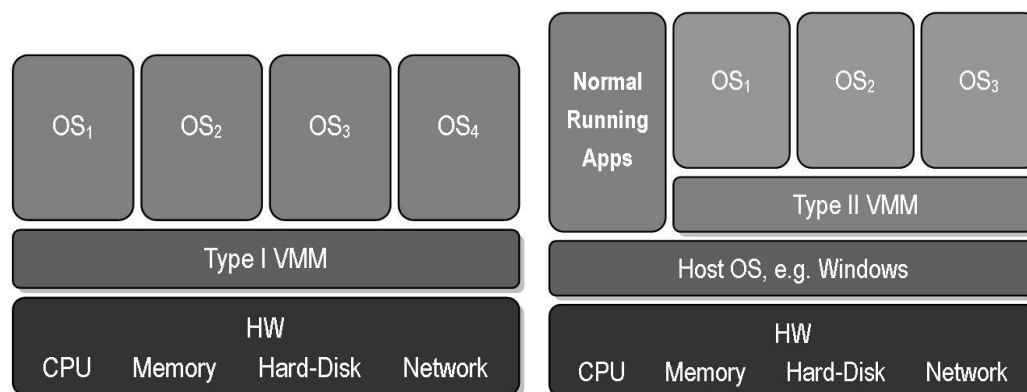 OS₁ OS₂ OS₃ OS₄
Type I VMM
HW
CPU Memory Hard-Disk Network
Normal
Running
Apps
OS₁ OS₂ OS₃
Type II VMM
Host OS, e.g. Windows
HW
CPU Memory Hard-Disk Network